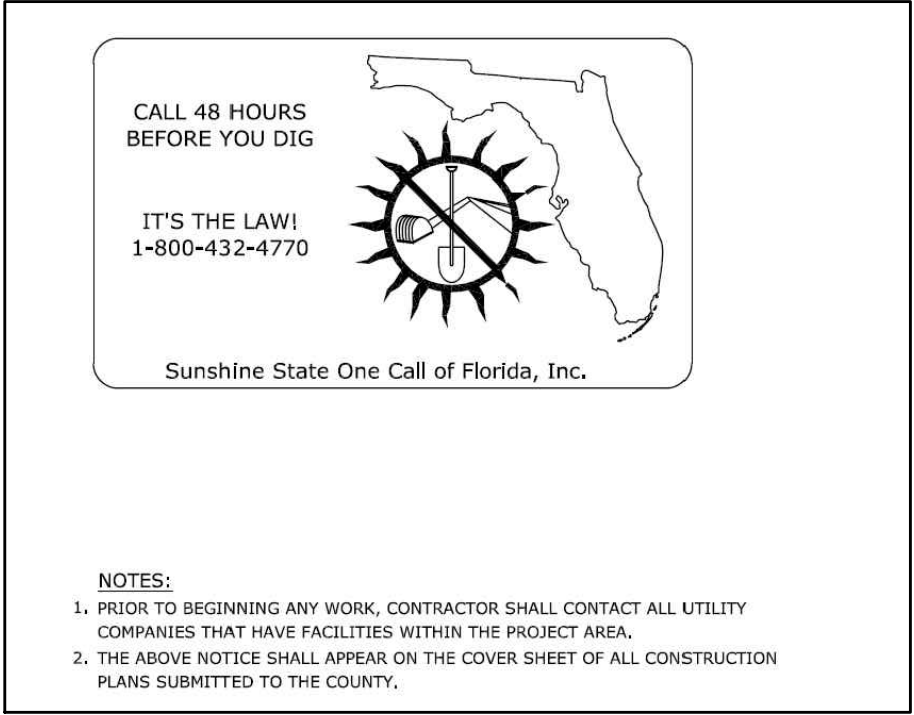 CALL 48 HOURS
BEFORE YOU DIG
IT'S THE LAW!
1-800-432-4770
Sunshine State One Call of Florida, Inc.
NOTES:
1. PRIOR TO BEGINNING ANY WORK, CONTRACTOR SHALL CONTACT ALL UTILITY
COMPANIES THAT HAVE FACILITIES WITHIN THE PROJECT AREA.
2. THE ABOVE NOTICE SHALL APPEAR ON THE COVER SHEET OF ALL CONSTRUCTION
PLANS SUBMITTED TO THE COUNTY.